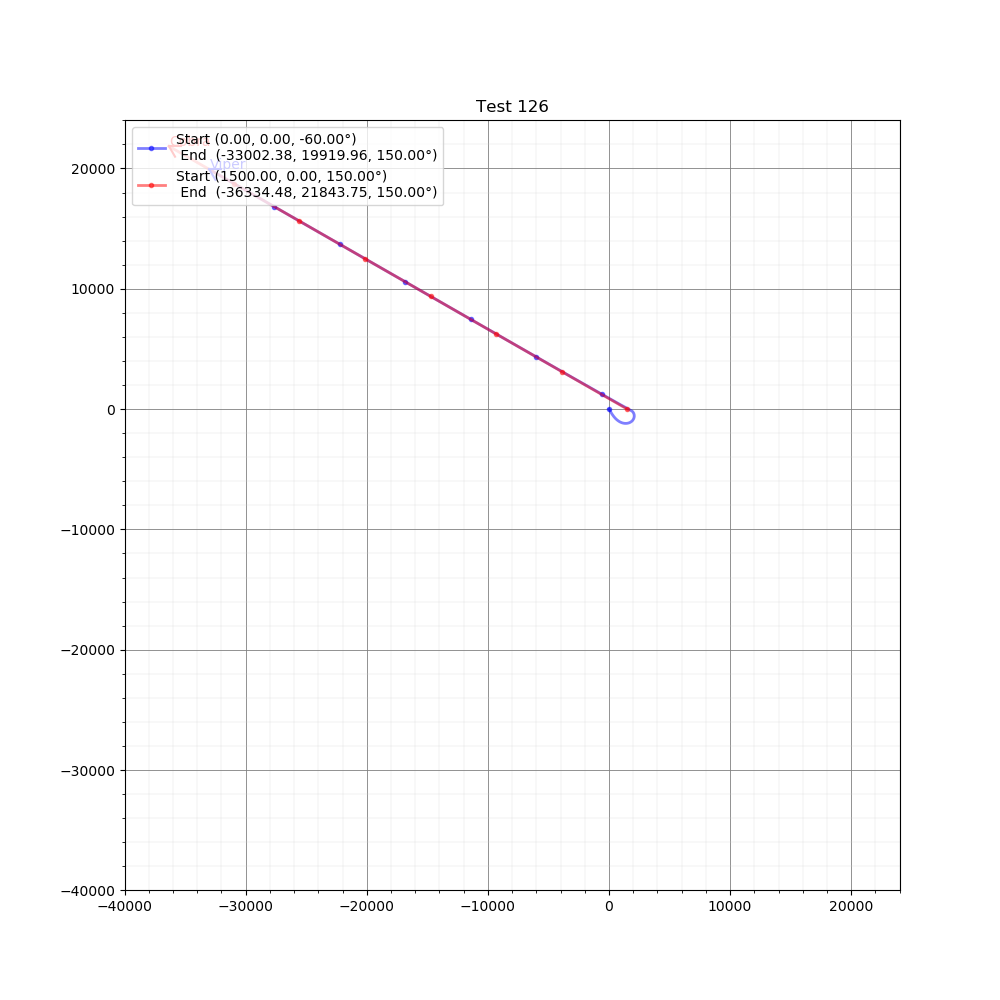 Test 126
Start (0.00, 0.00, -60.00°)
End (-33002.38, 19919.96, 150.00°)
Start (1500.00, 0.00, 150.00°)
End (-36334.48, 21843.75, 150.00°)
Viper
20000
10000
0
−10000
−20000
−30000
−40000
−40000 −30000 −20000 −10000 0 10000 20000